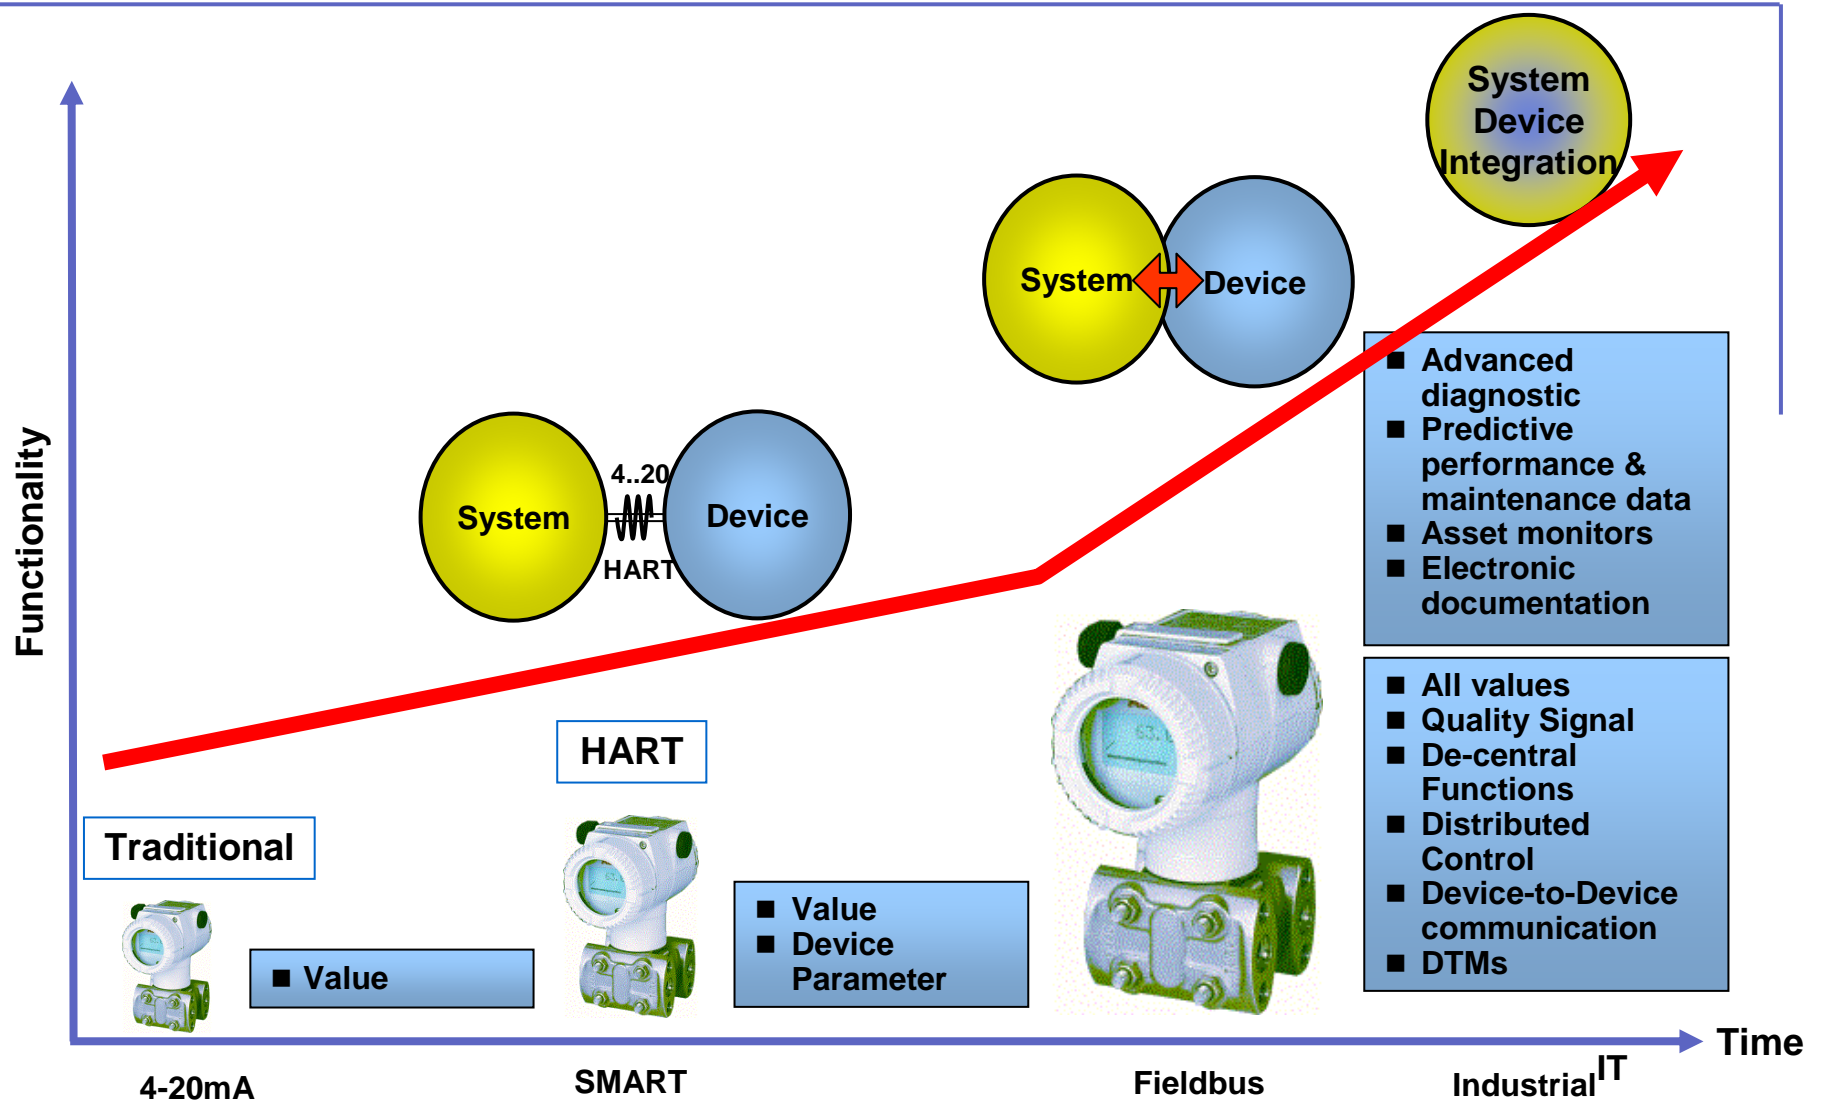 System
Device
Integration
System
Device
Functionality
System
4..20
HART
Device
Advanced
diagnostic
Predictive
performance &
maintenance data
Asset monitors
Electronic
documentation
All values
Quality Signal
De-central
Functions
Distributed
Control
Device-to-Device
communication
DTMs
HART
Traditional
Value
Value
Device
Parameter
63.
Time
4-20mA
SMART
Fieldbus
Industrial IT